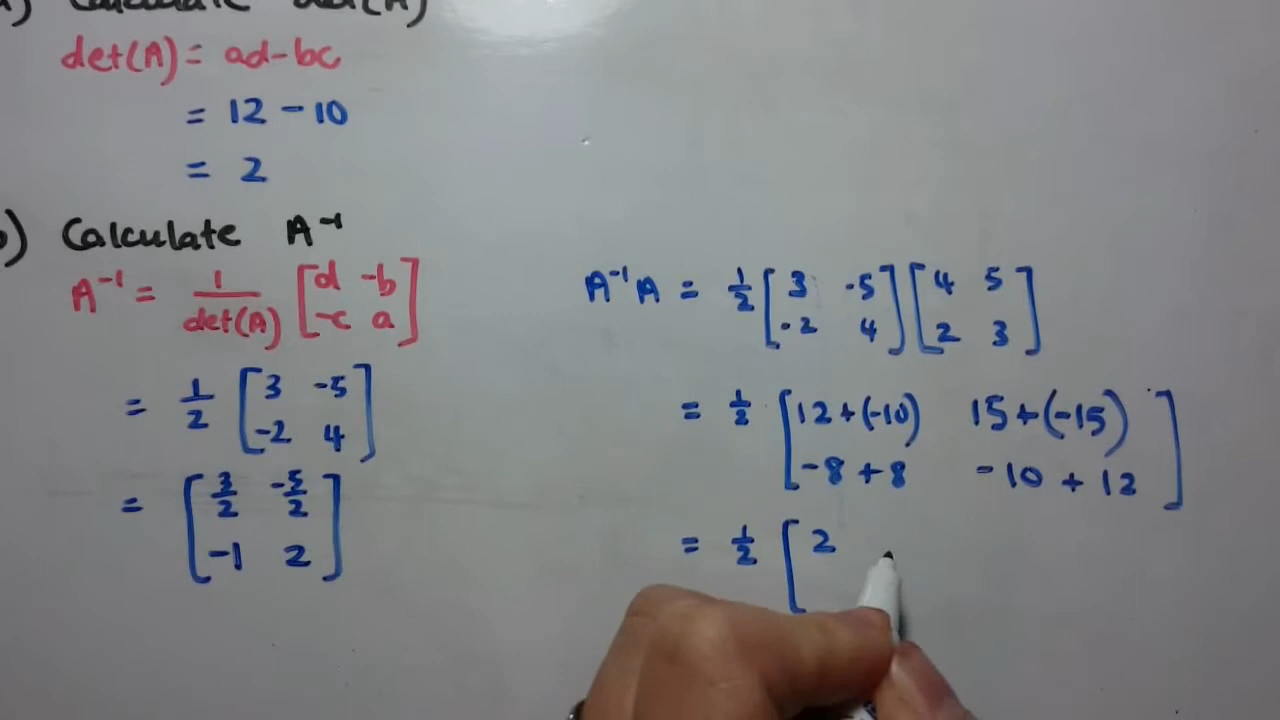 Calculate det(A)
det(A) = ad-bc
= 12 - 10
= 2
b) Calculate A⁻¹
A⁻¹ = 1/det(A) [d -b; -c a]
= 1/2 [3 -5; -2 4]
= [3/2 -5/2; -1 2]
A⁻¹A = 1/2 [3 -5; -2 4] [4 5; 2 3]
= 1/2 [12+(-10) 15+(-15); -8+8 -10+12]
= 1/2 [2